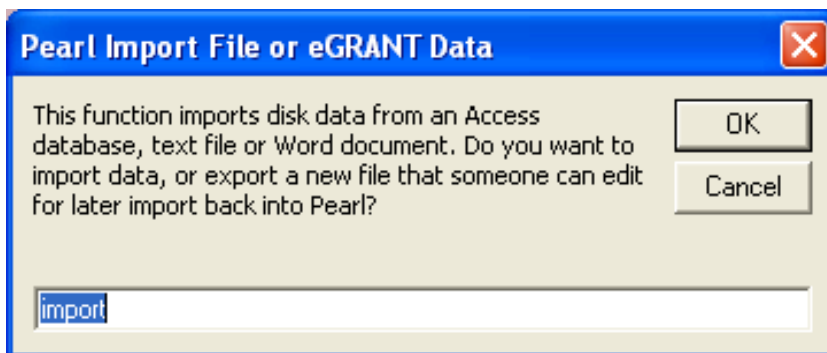 Pearl Import File or eGRANT Data
This function imports disk data from an Access
database, text file or Word document. Do you want to
import data, or export a new file that someone can edit
for later import back into Pearl?
OK
Cancel
import